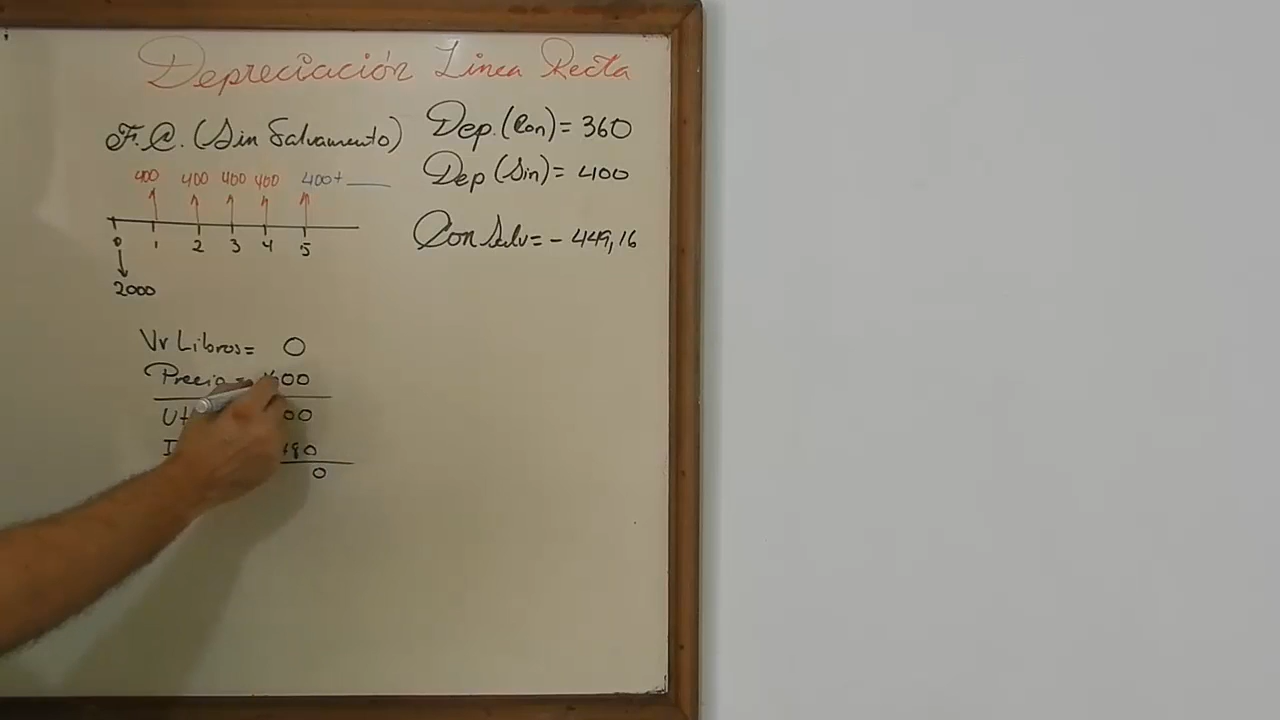 Depreciación Linea Recta
F.C. (Sin Salvamento)
400 400 400 400 400+
0 1 2 3 4 5
2000
Vr Libros= 0
Precio =
0
Dep. (Con) = 360
Dep (Sin) = 400
Con Salv = - 449,16